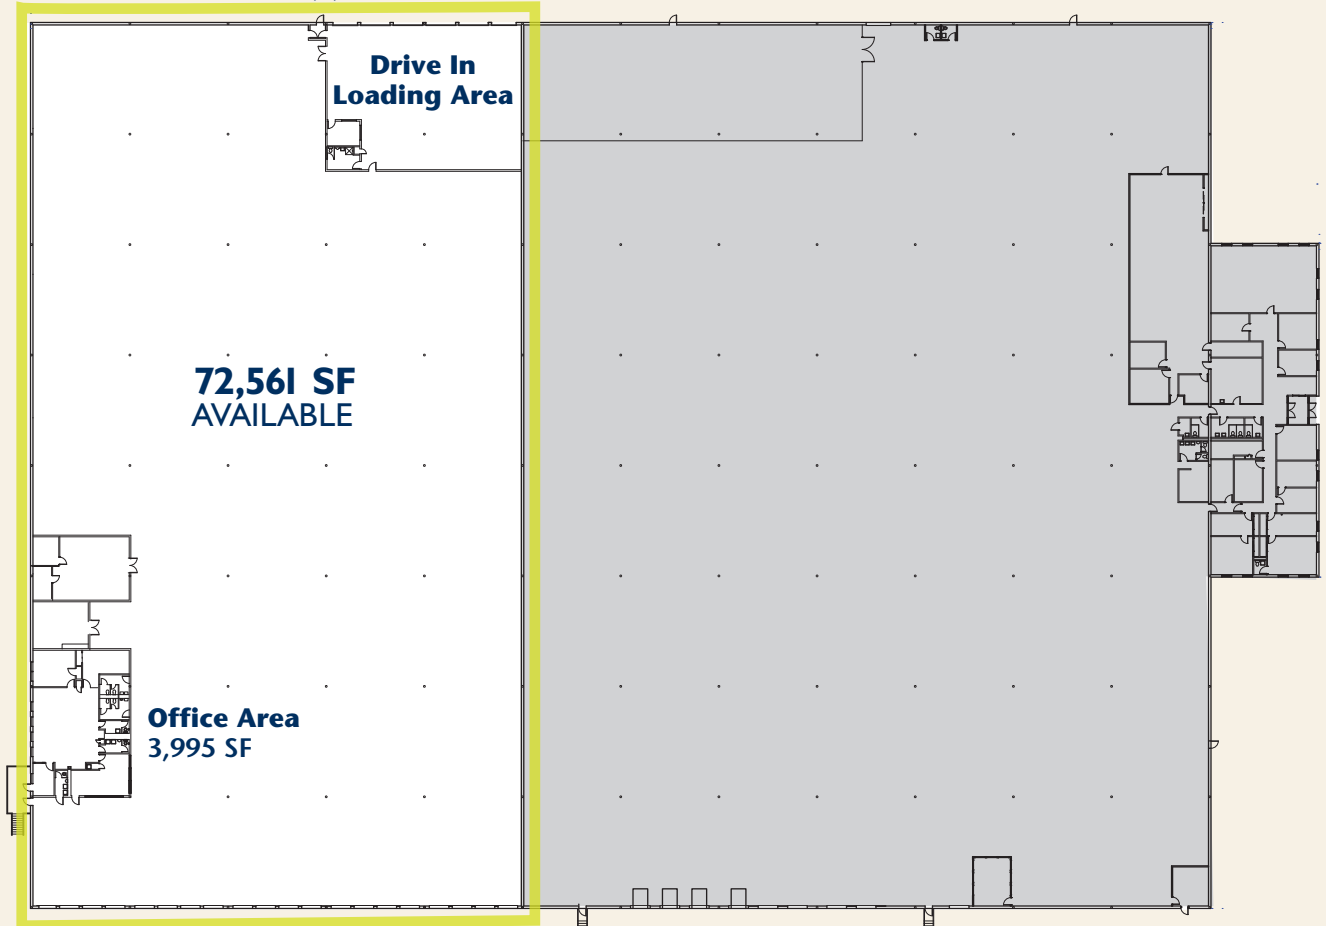 Drive In
Loading Area
72,561 SF
AVAILABLE
Office Area
3,995 SF